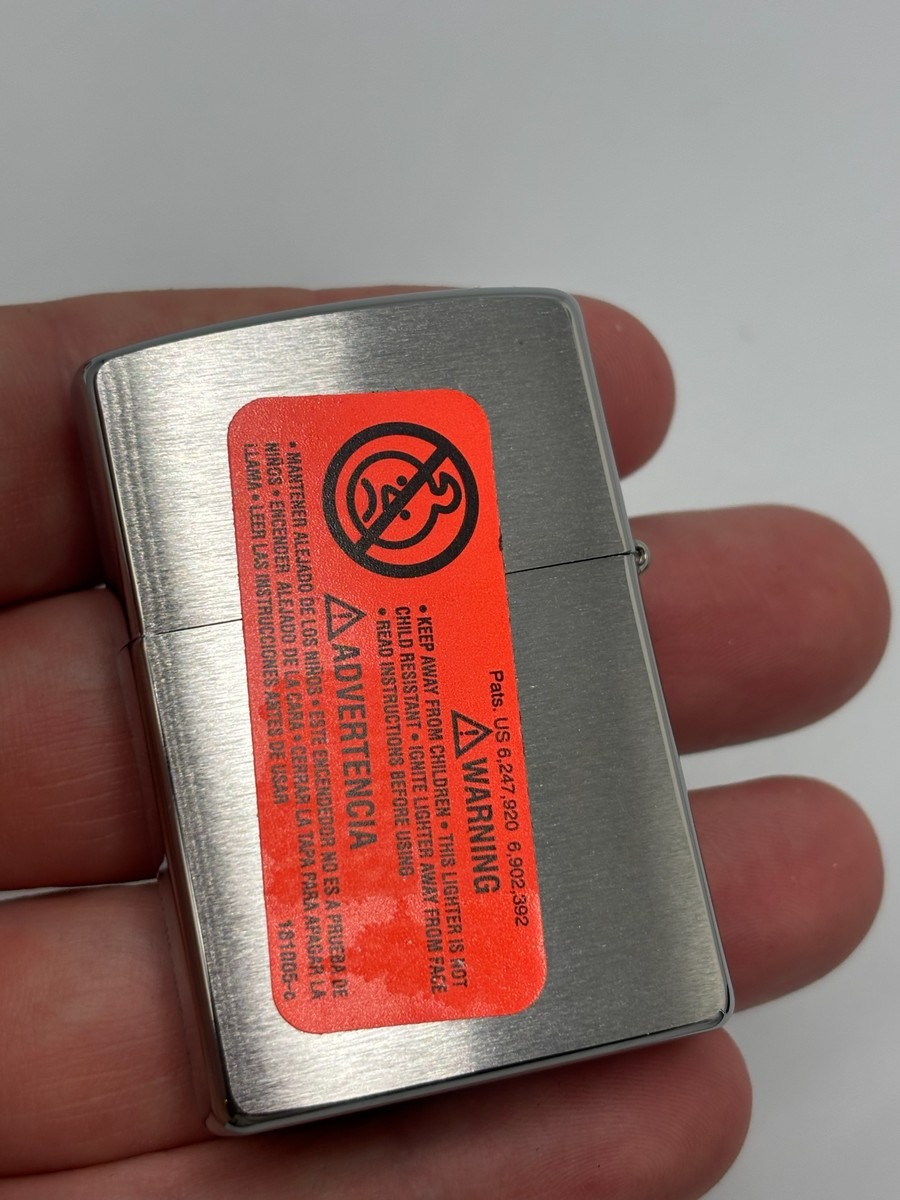 Pats. US 6,247,920 6,902,392
⚠WARNING
• KEEP AWAY FROM CHILDREN • THIS LIGHTER IS NOT
CHILD RESISTANT • IGNITE LIGHTER AWAY FROM FACE
• READ INSTRUCTIONS BEFORE USING
⚠ADVERTENCIA
• MANTENER ALEJADO DE LOS NIÑOS • ESTE ENCENDEDOR NO ES A PRUEBA DE
NIÑOS • ENCENDER ALEJADO DE LA CARA • CERRAR LA TAPA PARA APAGAR LA
LLAMA • LEER LAS INSTRUCCIONES ANTES DE USAR
181805-c